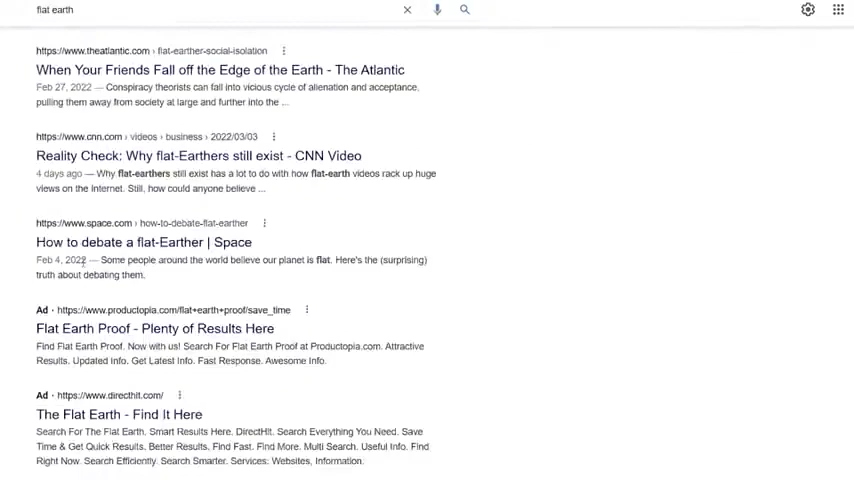 flat earth
https://www.theatlantic.com › flat-earther-social-isolation
When Your Friends Fall off the Edge of the Earth - The Atlantic
Feb 27, 2022 — Conspiracy theorists can fall into vicious cycle of alienation and acceptance,
pulling them away from society at large and further into the ...
https://www.cnn.com › videos › business › 2022/03/03
Reality Check: Why flat-Earthers still exist - CNN Video
4 days ago — Why flat-earthers still exist has a lot to do with how flat-earth videos rack up huge
views on the Internet. Still, how could anyone believe ...
https://www.space.com › how-to-debate-flat-earther
How to debate a flat-Earther | Space
Feb 4, 2022 — Some people around the world believe our planet is flat. Here's the (surprising)
truth about debating them.
Ad · https://www.productopia.com/flat+earth+proof/save_time
Flat Earth Proof - Plenty of Results Here
Find Flat Earth Proof. Now with us! Search For Flat Earth Proof at Productopia.com. Attractive
Results. Updated Info. Get Latest Info. Fast Response. Awesome Info.
Ad · https://www.directhit.com/
The Flat Earth - Find It Here
Search For The Flat Earth. Smart Results Here. DirectHit. Search Everything You Need. Save
Time & Get Quick Results. Better Results. Find Fast. Find More. Multi Search. Useful Info. Find
Right Now. Search Efficiently. Search Smarter. Services: Websites, Information.